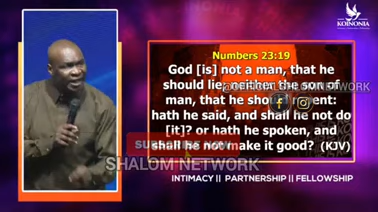 KOINONIA
Numbers 23:19
God [is] not a man, that he
should lie; neither the son of
man, that he should repent:
hath he said, and shall he not do
[it]? or hath he spoken, and
shall he not make it good? (KJV)
SUBSCRIBE NOW
SHALOM NETWORK
INTIMACY || PARTNERSHIP || FELLOWSHIP